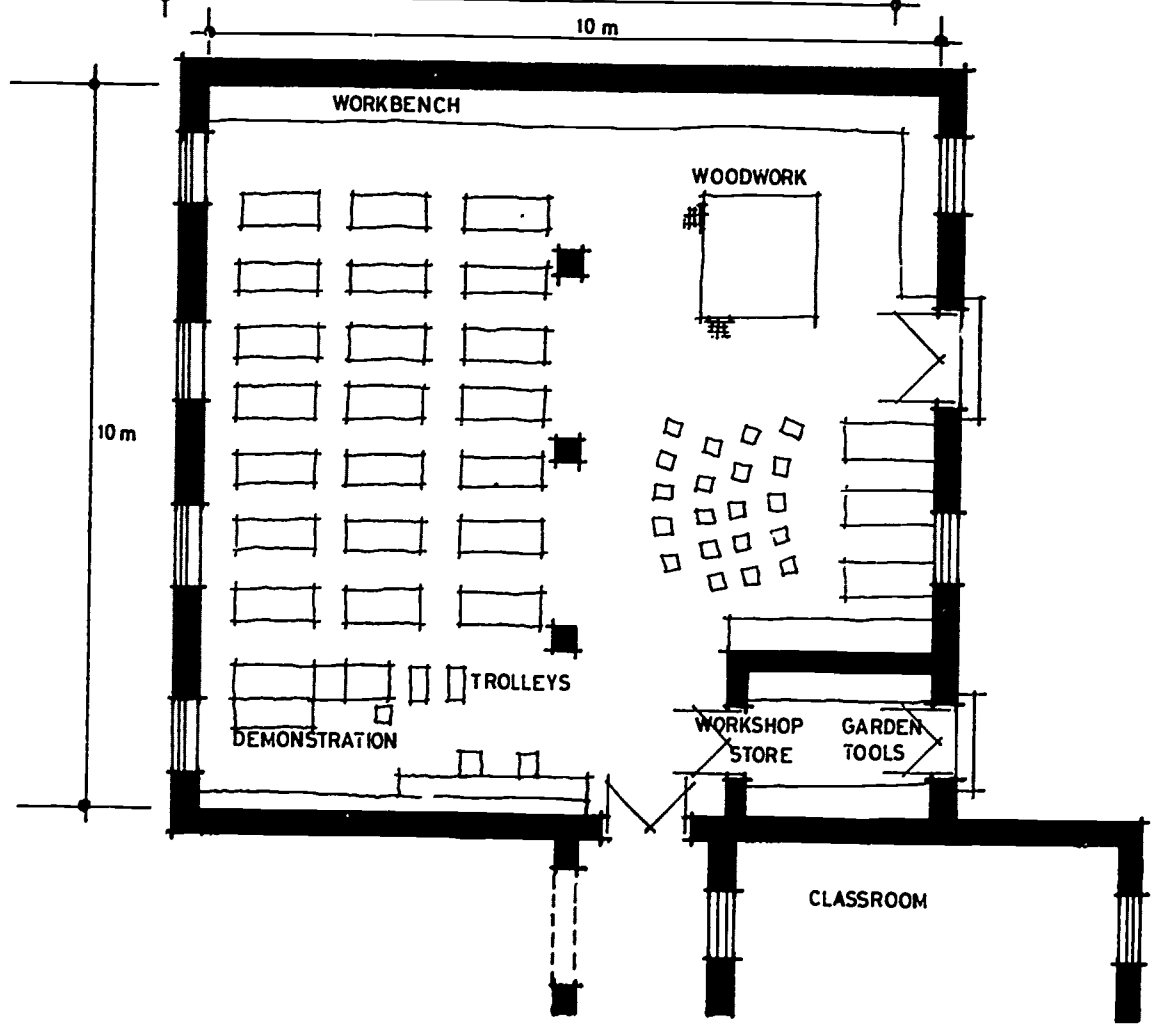 10 m
WORKBENCH
WOODWORK
10 m
TROLLEYS
DEMONSTRATION
WORKSHOP
STORE
GARDEN
TOOLS
CLASSROOM